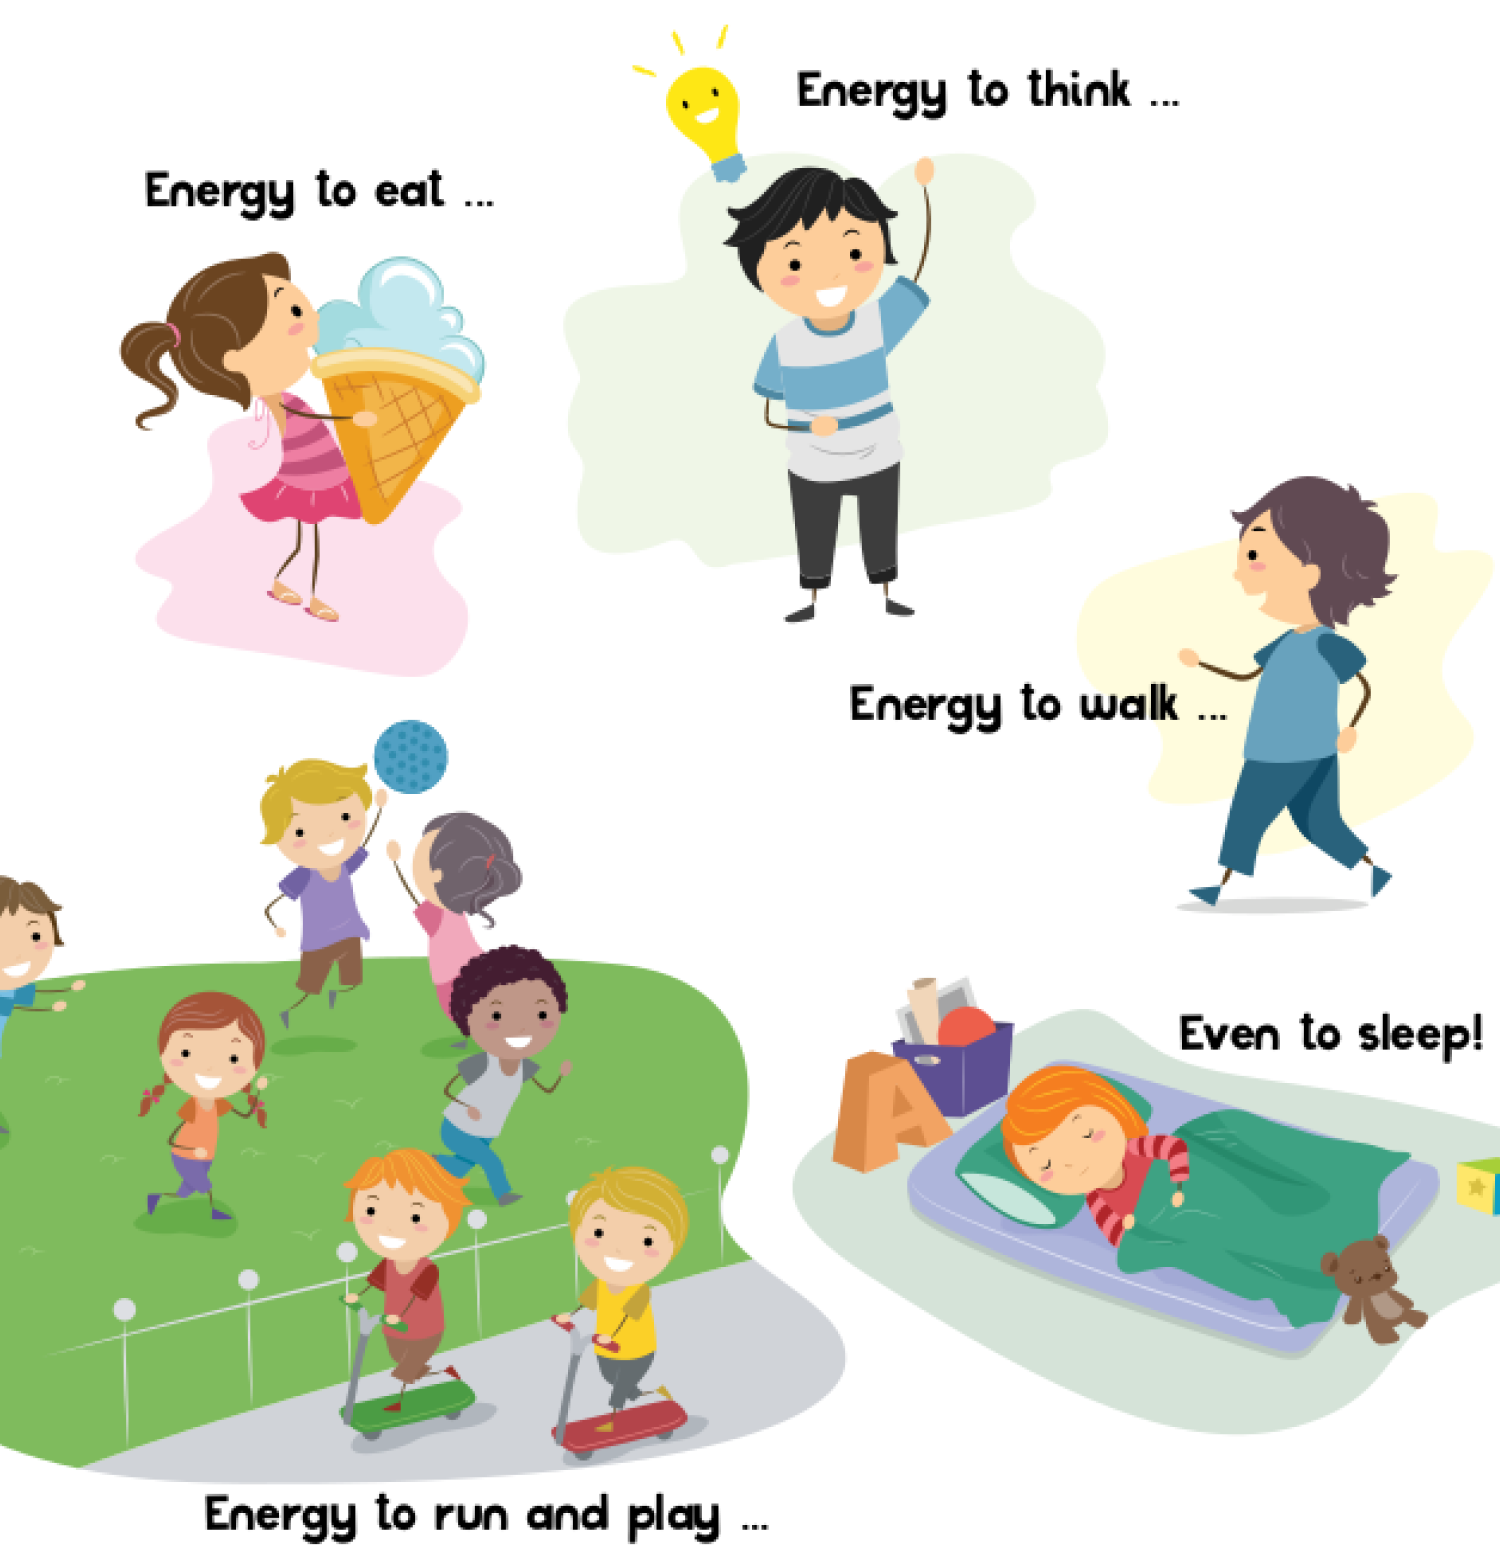 Energy to think ...
Energy to eat ...
Energy to walk ...
A
Even to sleep!
Energy to run and play ...